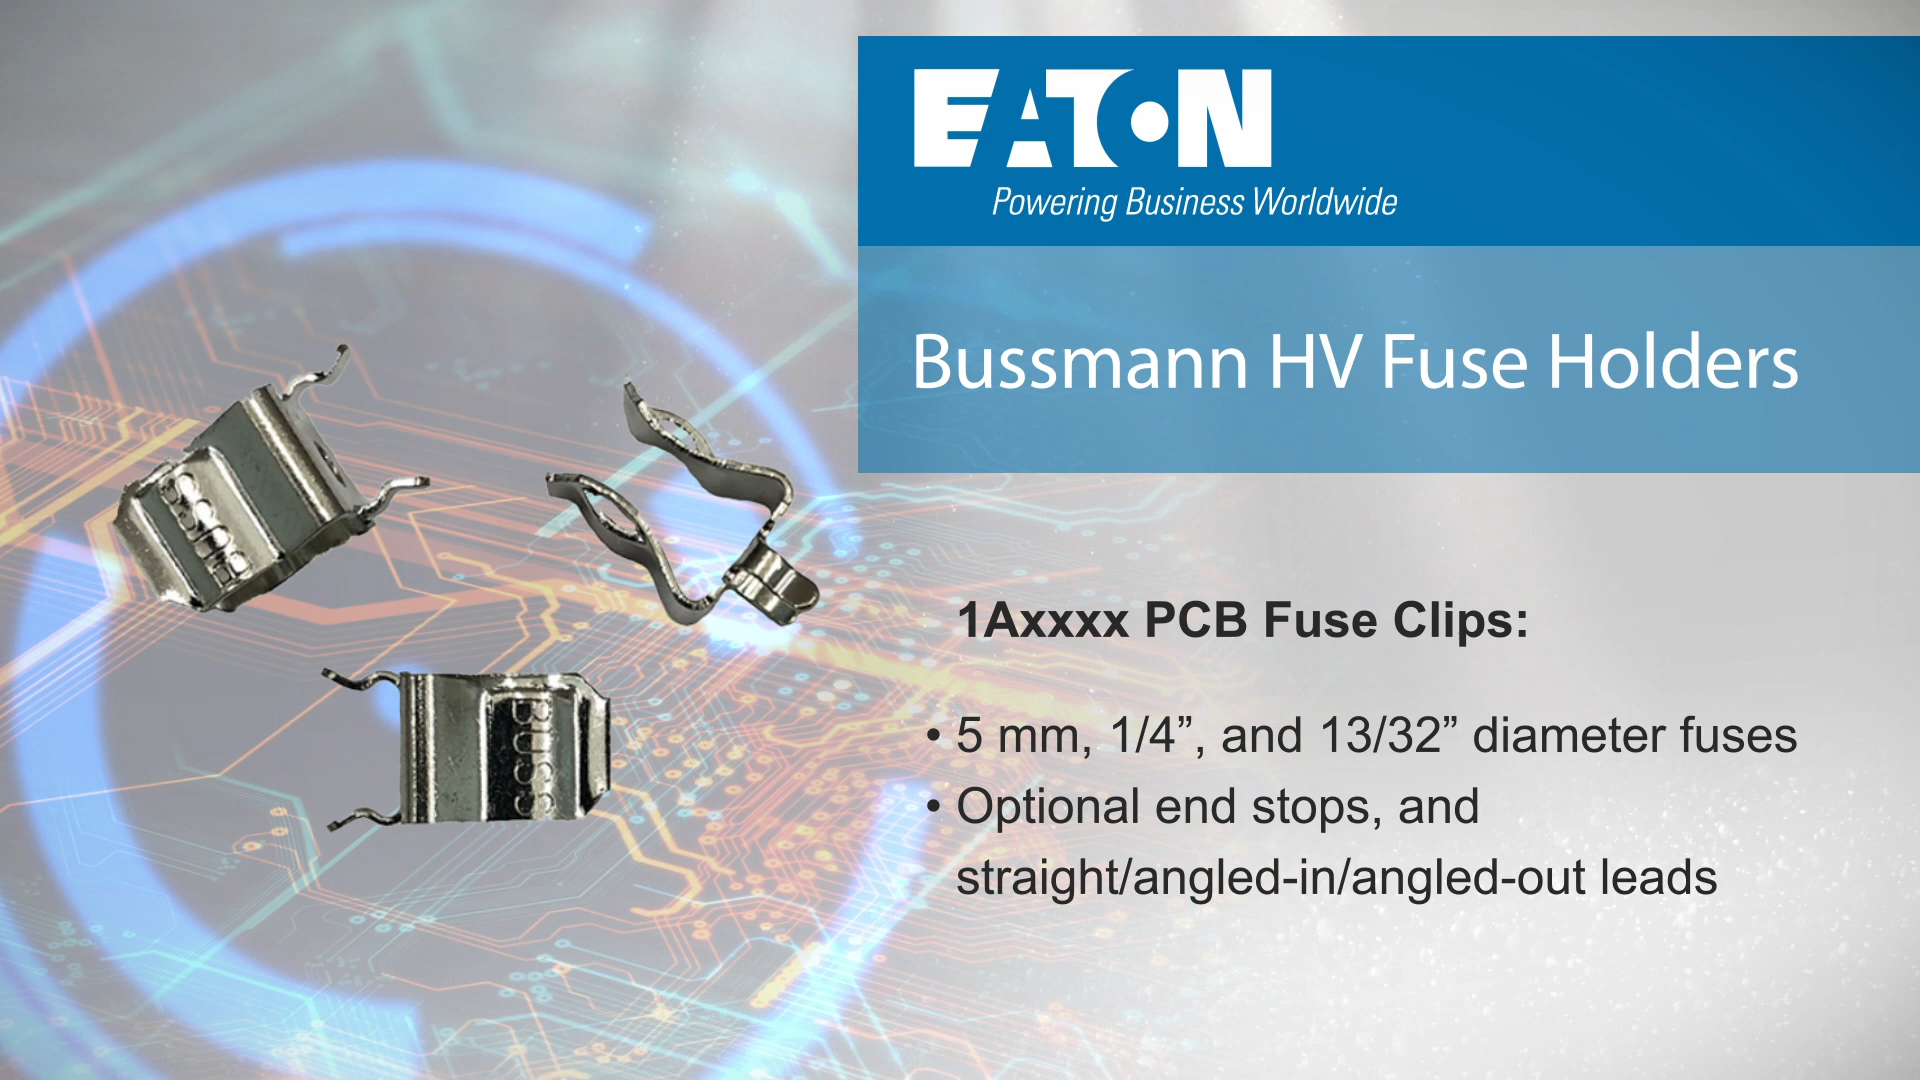 EATON
Powering Business Worldwide
Bussmann HV Fuse Holders
BUSS
BUSS
1Axxxx PCB Fuse Clips:
• 5 mm, 1/4”, and 13/32” diameter fuses
• Optional end stops, and
straight/angled-in/angled-out leads